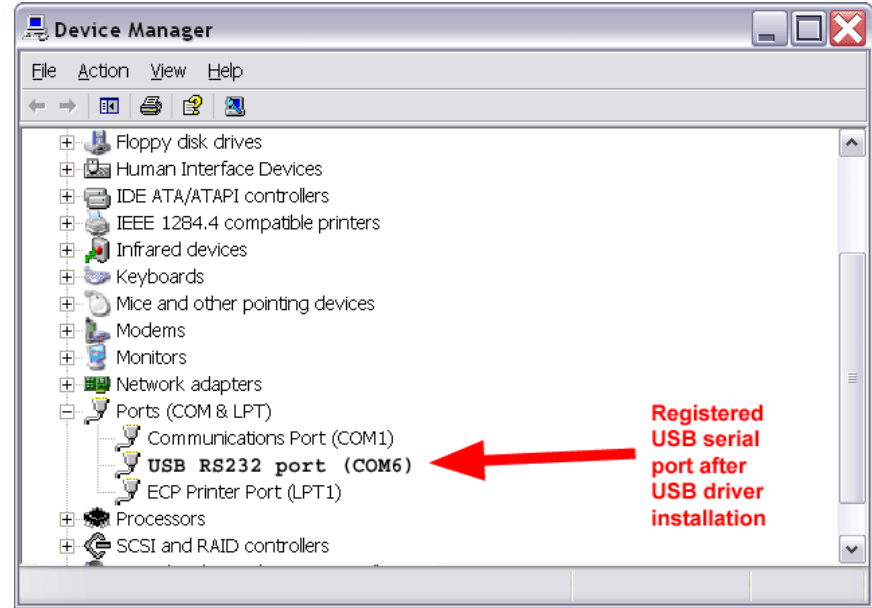 Device Manager
File Action View Help
Floppy disk drives
Human Interface Devices
IDE ATA/ATAPI controllers
IEEE 1284.4 compatible printers
Infrared devices
Keyboards
Mice and other pointing devices
Modems
Monitors
Network adapters
Ports (COM & LPT)
Communications Port (COM1)
USB RS232 port (COM6)
ECP Printer Port (LPT1)
Processors
SCSI and RAID controllers
Registered
USB serial
port after
USB driver
installation